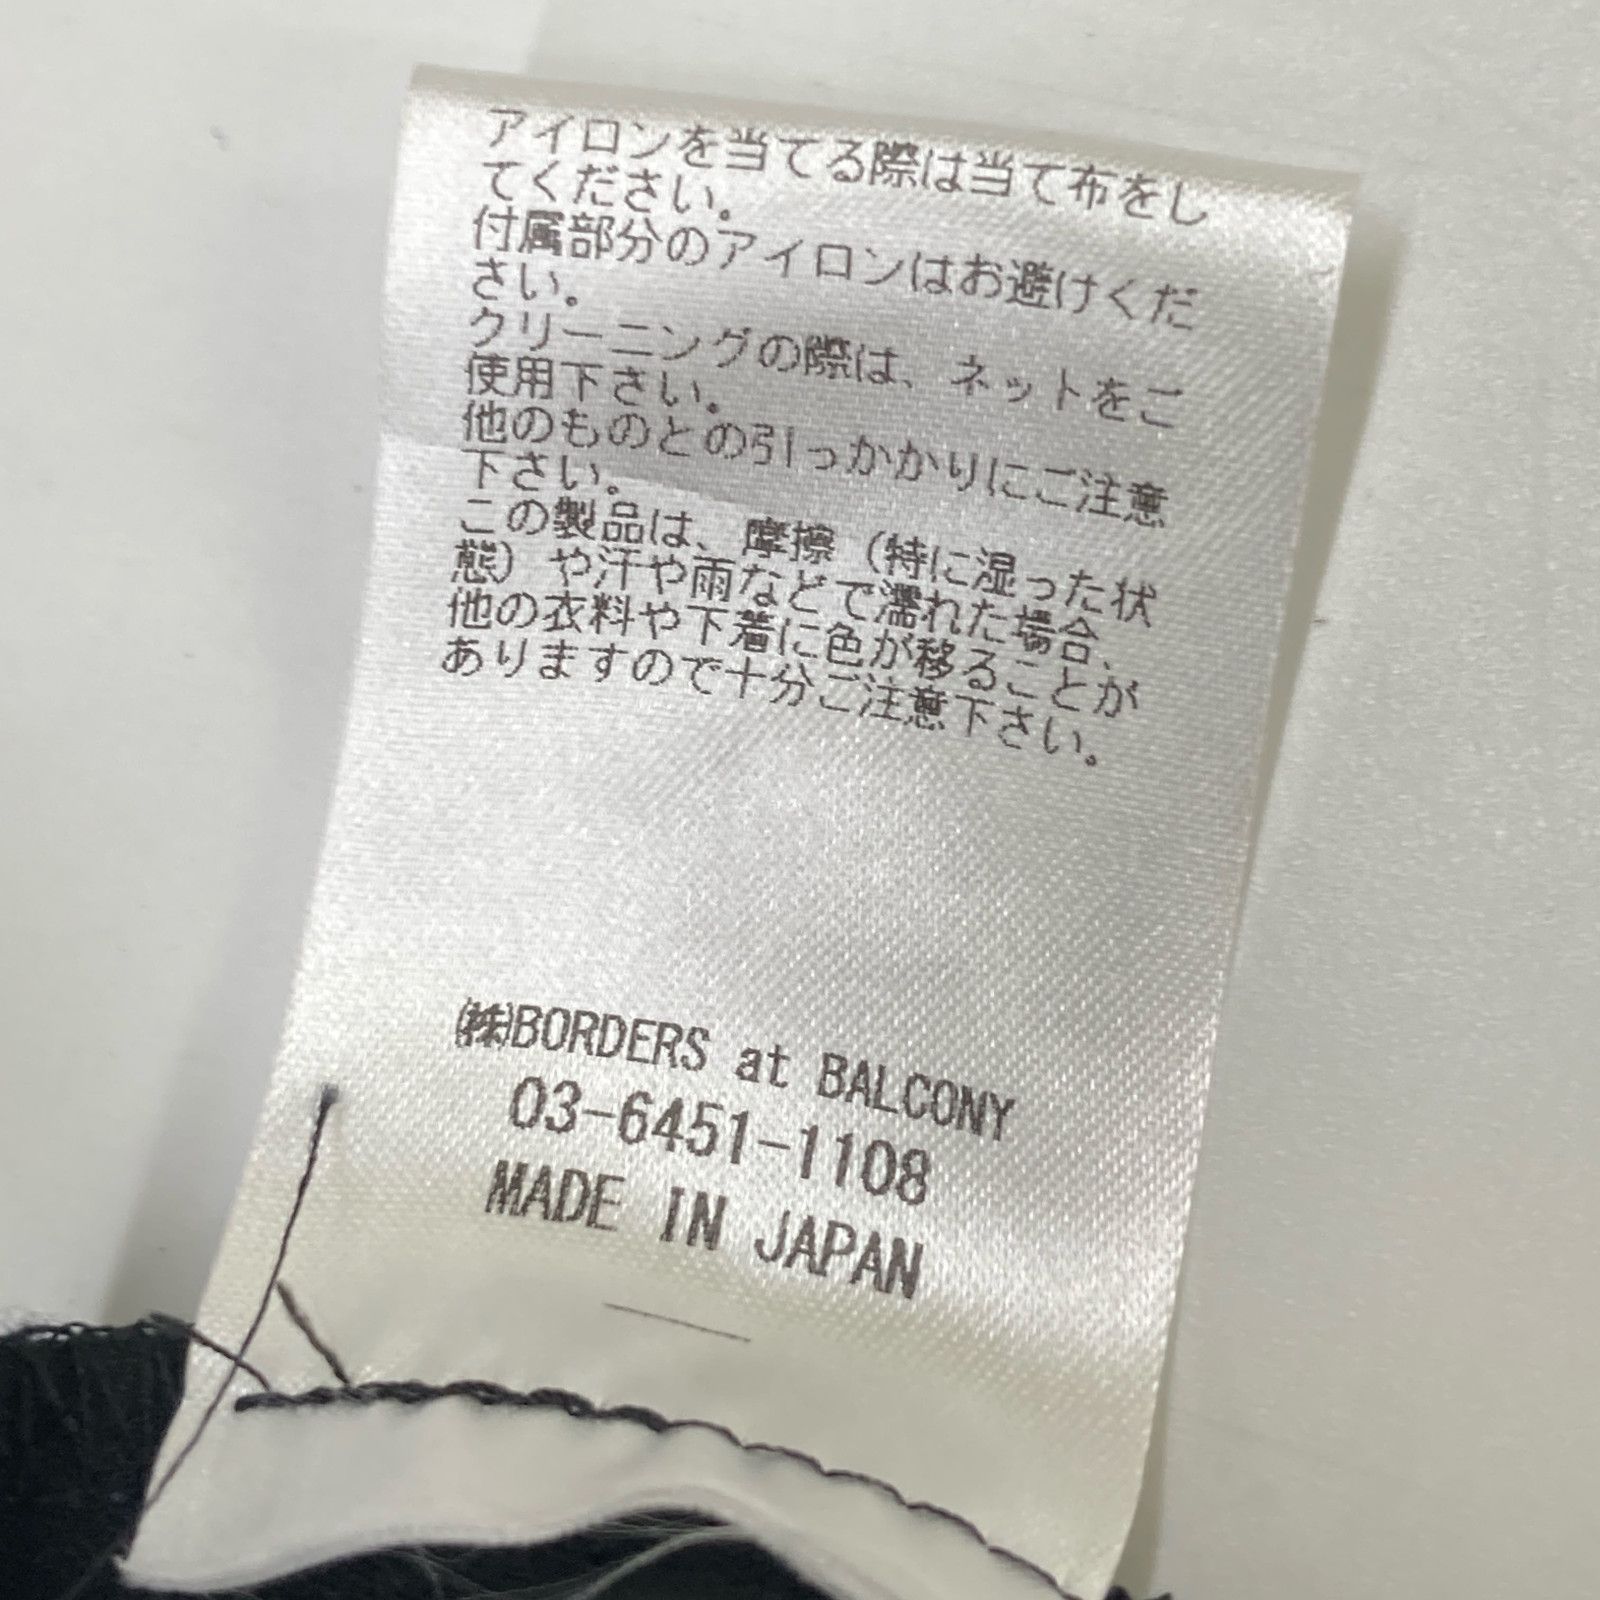 アイロンを当てる際は当て布をし
てください。
付属部分のアイロンはお避けくだ
さい。
クリーニングの際は、ネットをご
使用下さい。
他のものとの引っかかりにご注意
下さい。
この製品は、摩擦（特に湿った状
態）や汗や雨などで濡れた場合、
他の衣料や下着に色が移ることが
ありますので十分ご注意下さい。
㈱BORDERS at BALCONY
03-6451-1108
MADE IN JAPAN